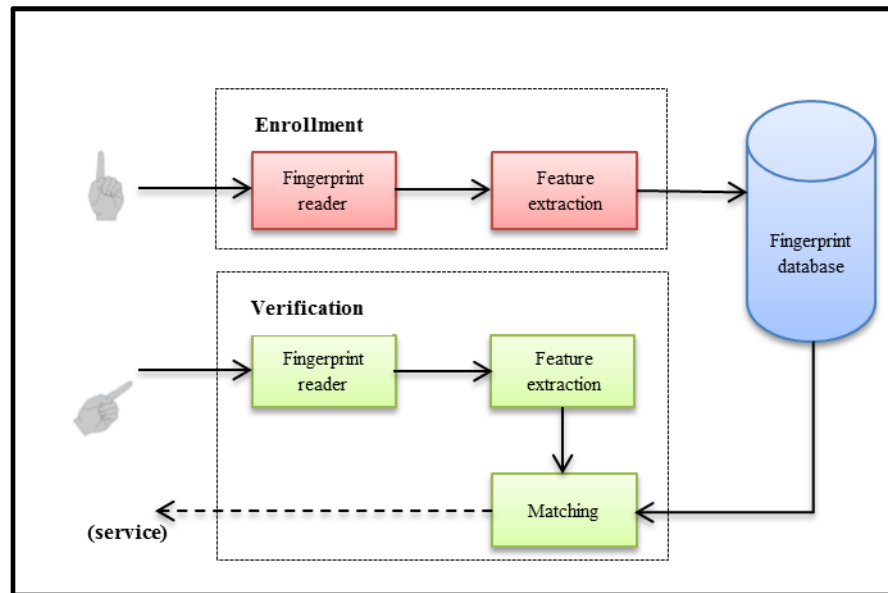 Enrollment
Fingerprint
reader
Feature
extraction
Fingerprint
database
Verification
Fingerprint
reader
Feature
extraction
Matching
(service)